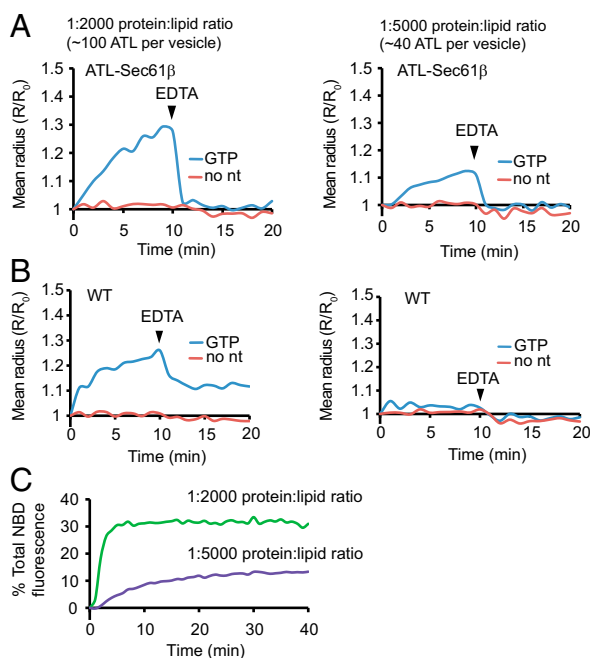 A
1:2000 protein:lipid ratio
(~100 ATL per vesicle)
ATL-Sec61β
Mean radius (R/R0)
1.5
1.4
1.3
1.2
1.1
1
EDTA
GTP
no nt
0 5 10 15 20
Time (min)
1:5000 protein:lipid ratio
(~40 ATL per vesicle)
ATL-Sec61β
Mean radius (R/R0)
1.5
1.4
1.3
1.2
1.1
1
EDTA
GTP
no nt
0 5 10 15 20
Time (min)
B
WT
Mean radius (R/R0)
1.5
1.4
1.3
1.2
1.1
1
EDTA
GTP
no nt
0 5 10 15 20
Time (min)
WT
Mean radius (R/R0)
1.5
1.4
1.3
1.2
1.1
1
GTP
no nt
EDTA
0 5 10 15 20
Time (min)
C
% Total NBD
fluorescence
40
30
20
10
0
1:2000 protein:lipid ratio
1:5000 protein:lipid ratio
0 10 20 30 40
Time (min)